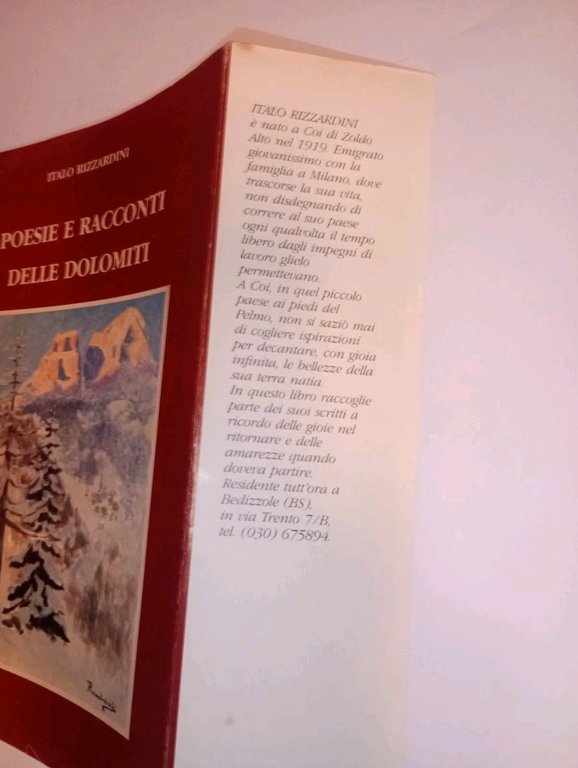 ITALO RIZZARDINI
POESIE E RACCONTI
DELLE DOLOMITI
ITALO RIZZARDINI
è nato a Coi di Zoldo
Alto nel 1919. Emigrato
giovanissimo con la
famiglia a Milano, dove
trascorse la sua vita,
non disdegnando di
correre al suo paese
ogni qualvolta il tempo
libero dagli impegni di
lavoro glielo
permettevano.
A Coi, in quel piccolo
paese ai piedi del
Pelmo, non si saziò mai
di cogliere ispirazioni
per decantare, con gioia
infinita, le bellezze della
sua terra natia.
In questo libro raccoglie
parte dei suoi scritti a
ricordo delle gioie nel
ritornare e delle
amarezze quando
doveva partire.
Residente tutt'ora a
Bedizzole (BS),
in via Trento 7/B,
tel. (030) 675894.